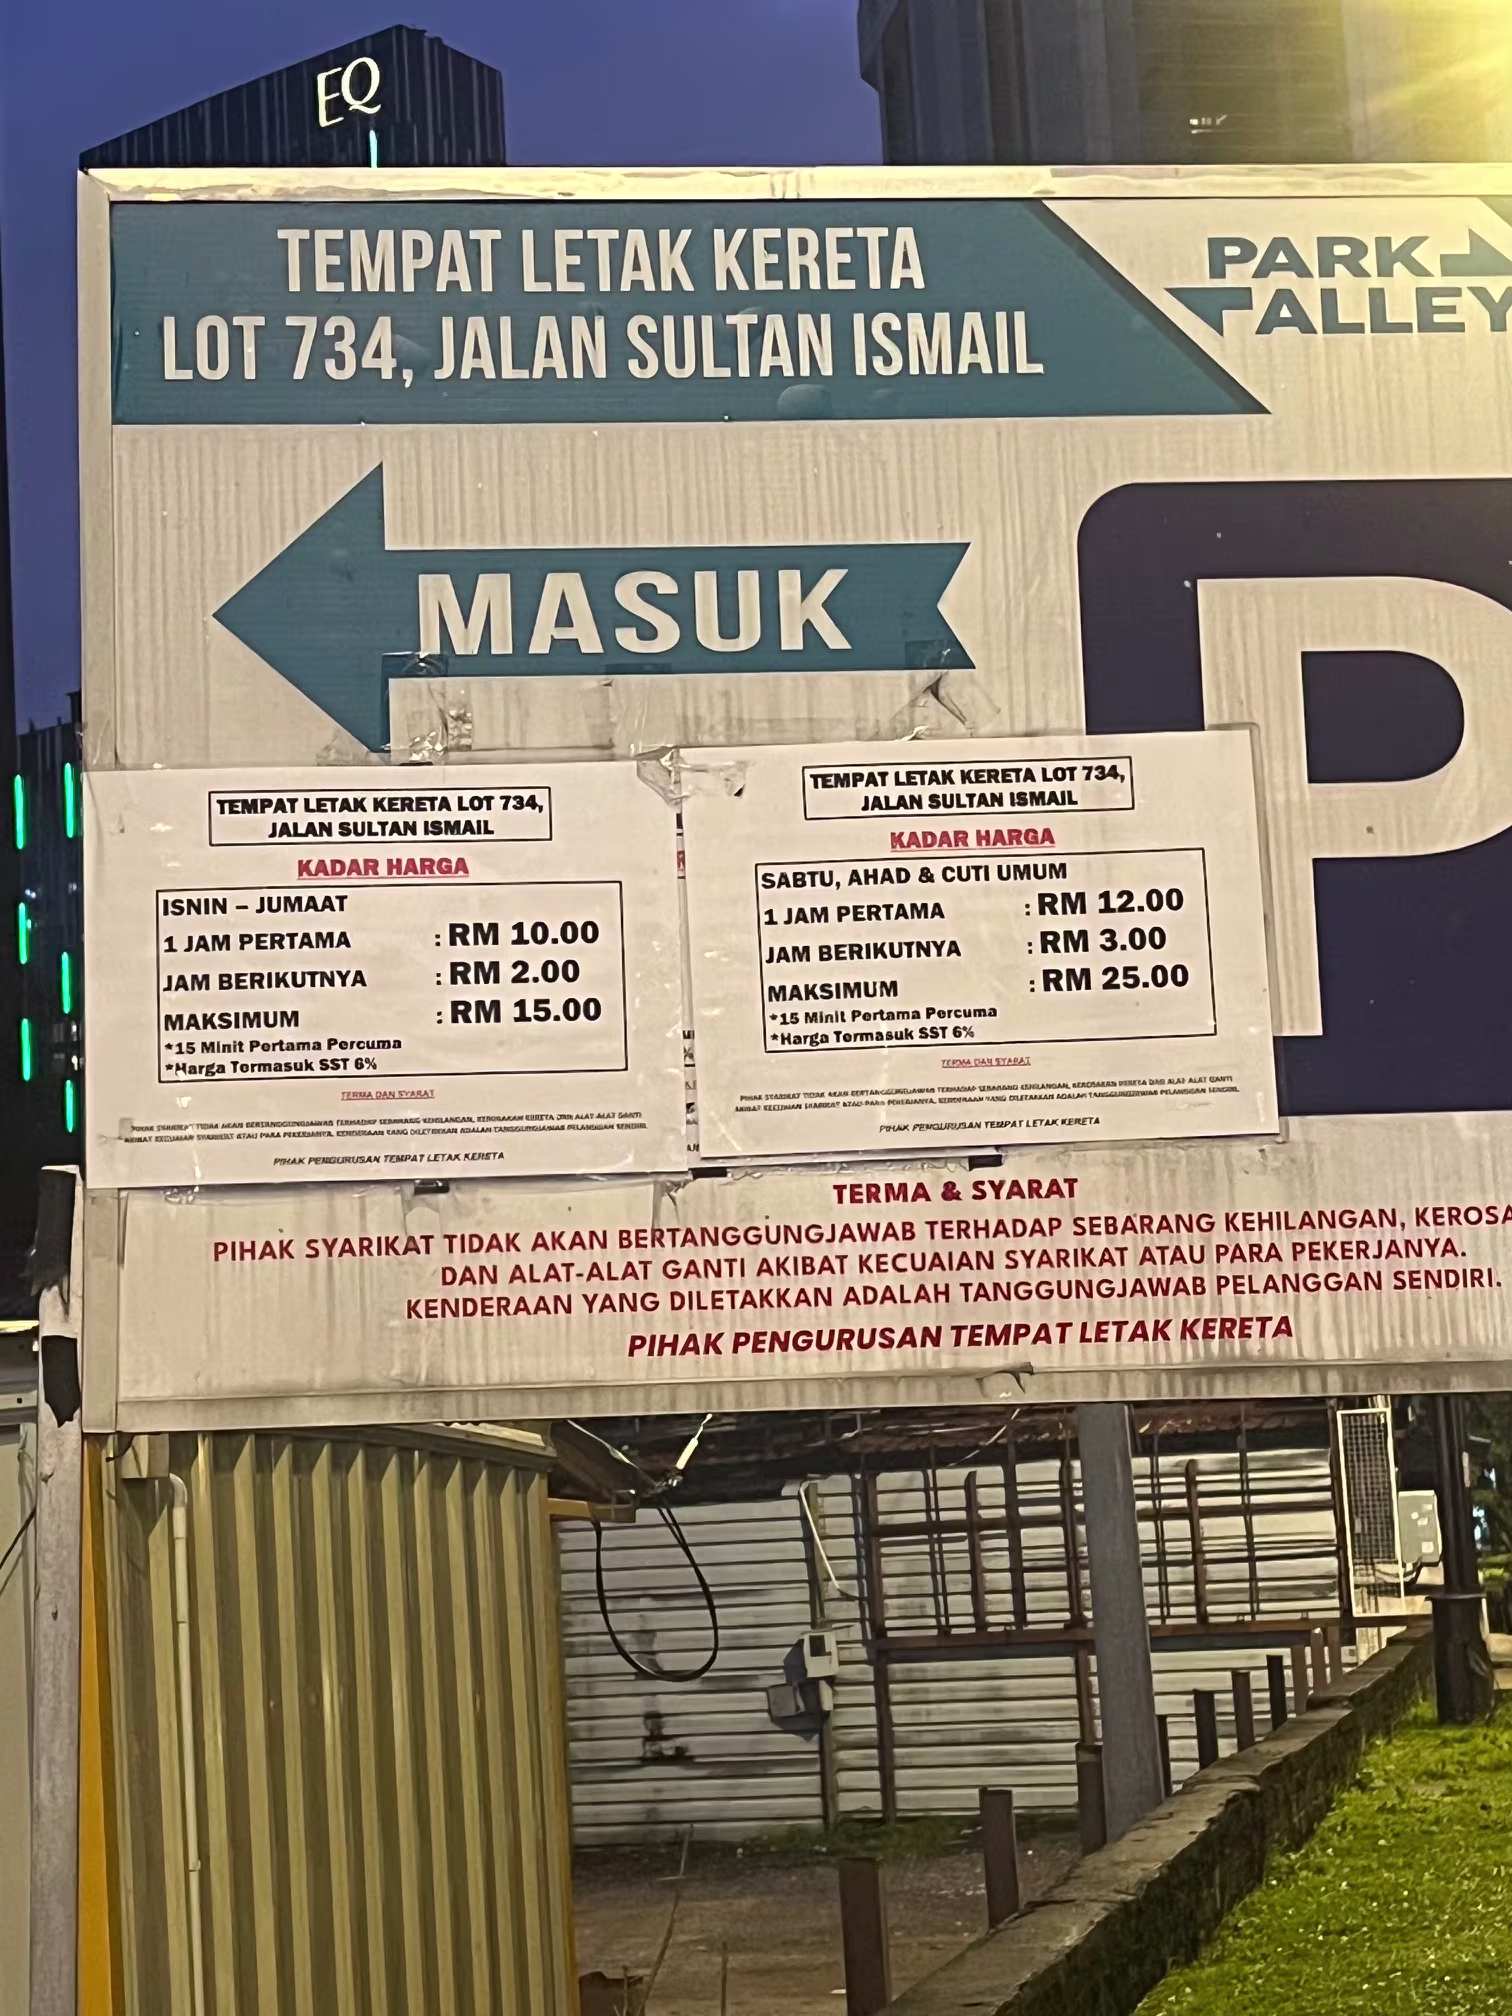 EQ
TEMPAT LETAK KERETA
LOT 734, JALAN SULTAN ISMAIL
PARK
ALLEY
MASUK
P
TEMPAT LETAK KERETA LOT 734,
JALAN SULTAN ISMAIL
KADAR HARGA
ISNIN – JUMAAT
1 JAM PERTAMA : RM 10.00
JAM BERIKUTNYA : RM 2.00
MAKSIMUM : RM 15.00
*15 Minit Pertama Percuma
*Harga Termasuk SST 6%
TERMA DAN SYARAT
PIHAK PENGURUSAN TEMPAT LETAK KERETA
TEMPAT LETAK KERETA LOT 734,
JALAN SULTAN ISMAIL
KADAR HARGA
SABTU, AHAD & CUTI UMUM
1 JAM PERTAMA : RM 12.00
JAM BERIKUTNYA : RM 3.00
MAKSIMUM : RM 25.00
*15 Minit Pertama Percuma
*Harga Termasuk SST 6%
TERMA DAN SYARAT
PIHAK PENGURUSAN TEMPAT LETAK KERETA
TERMA & SYARAT
PIHAK SYARIKAT TIDAK AKAN BERTANGGUNGJAWAB TERHADAP SEBARANG KEHILANGAN, KEROSA
DAN ALAT-ALAT GANTI AKIBAT KECUAIAN SYARIKAT ATAU PARA PEKERJANYA.
KENDERAAN YANG DILETAKKAN ADALAH TANGGUNGJAWAB PELANGGAN SENDIRI.
PIHAK PENGURUSAN TEMPAT LETAK KERETA